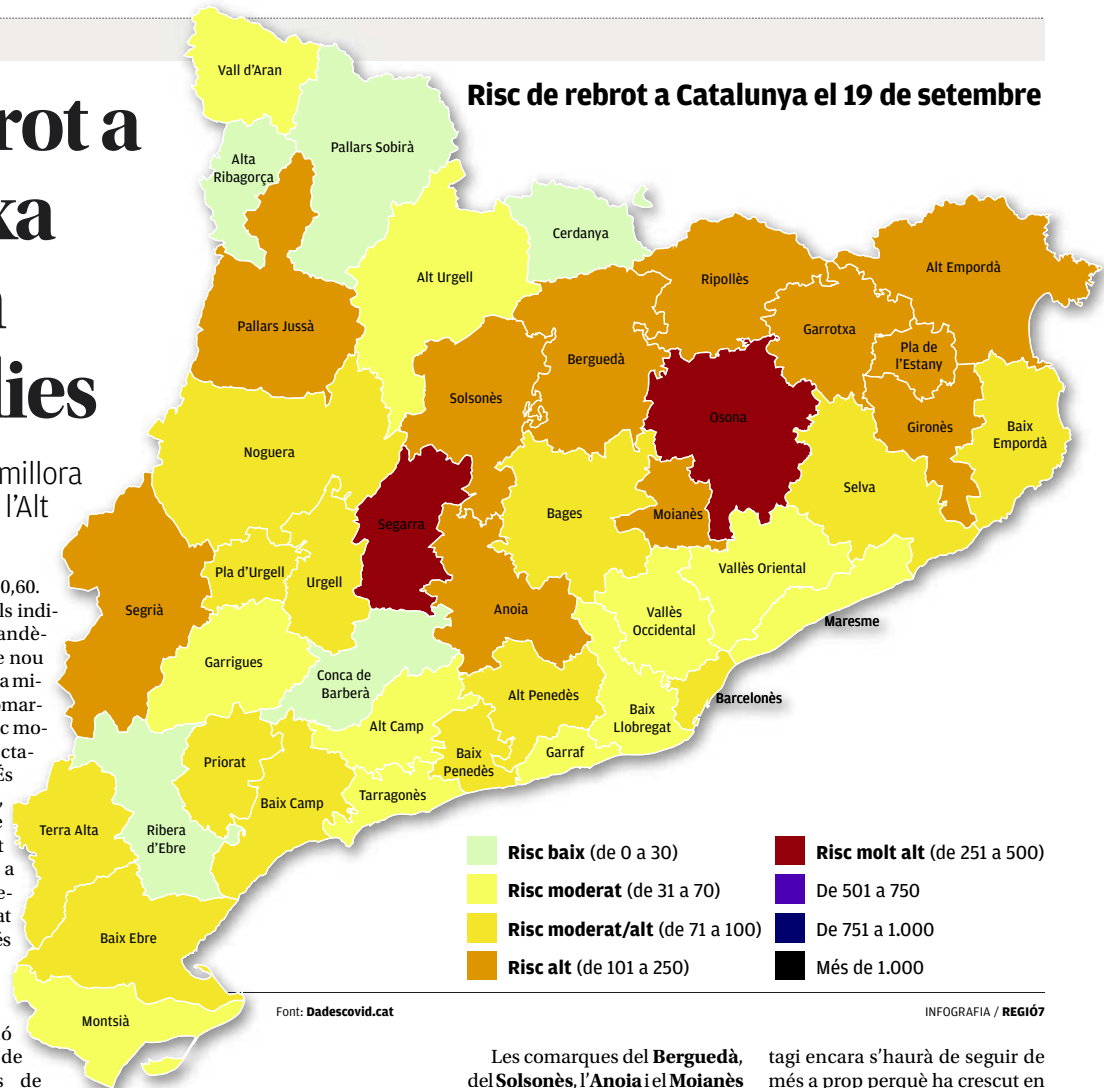 rot a
xa
lies
millora
l'Alt
0,60.
ls indi-
andè-
e nou
a mi-
omar-
c mo-
cta-
És
a
e-
at
és
ó
de
s de
Risc de rebrot a Catalunya el 19 de setembre
Vall d'Aran
Alta
Ribagorça
Pallars Sobirà
Cerdanya
Alt Urgell
Ripollès
Alt Empordà
Pallars Jussà
Garrotxa
Pla de
l'Estany
Berguedà
Solsonès
Osona
Gironès
Baix
Empordà
Noguera
Selva
Segarra
Bages
Moianès
Vallès Oriental
Pla d'Urgell
Urgell
Segrià
Anoia
Vallès
Occidental
Maresme
Garrigues
Conca de
Barberà
Alt Penedès
Barcelonès
Baix
Llobregat
Alt Camp
Garraf
Baix
Penedès
Priorat
Tarragonès
Baix Camp
Terra Alta
Ribera
d'Ebre
Baix Ebre
Montsià
Risc baix (de 0 a 30)
Risc moderat (de 31 a 70)
Risc moderat/alt (de 71 a 100)
Risc alt (de 101 a 250)
Risc molt alt (de 251 a 500)
De 501 a 750
De 751 a 1.000
Més de 1.000
Font: Dadescovid.cat
INFOGRAFIA / REGIÓ7
Les comarques del Berguedà,
del Solsonès, l'Anoia i el Moianès
tagi encara s'haurà de seguir de
més a prop perquè ha crescut en